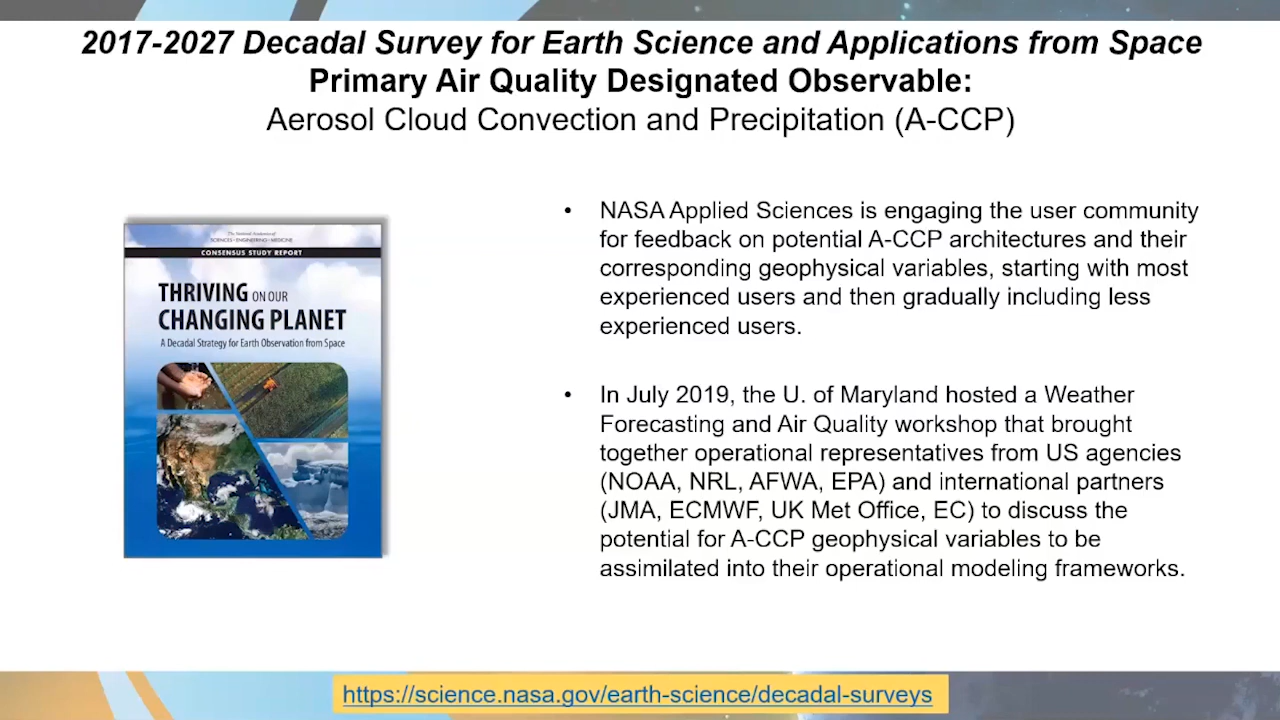 2017-2027 Decadal Survey for Earth Science and Applications from Space
Primary Air Quality Designated Observable:
Aerosol Cloud Convection and Precipitation (A-CCP)
The National Academies of
SCIENCES • ENGINEERING • MEDICINE
CONSENSUS STUDY REPORT
THRIVING ON OUR
CHANGING PLANET
A Decadal Strategy for Earth Observation from Space
• NASA Applied Sciences is engaging the user community
for feedback on potential A-CCP architectures and their
corresponding geophysical variables, starting with most
experienced users and then gradually including less
experienced users.
• In July 2019, the U. of Maryland hosted a Weather
Forecasting and Air Quality workshop that brought
together operational representatives from US agencies
(NOAA, NRL, AFWA, EPA) and international partners
(JMA, ECMWF, UK Met Office, EC) to discuss the
potential for A-CCP geophysical variables to be
assimilated into their operational modeling frameworks.
https://science.nasa.gov/earth-science/decadal-surveys